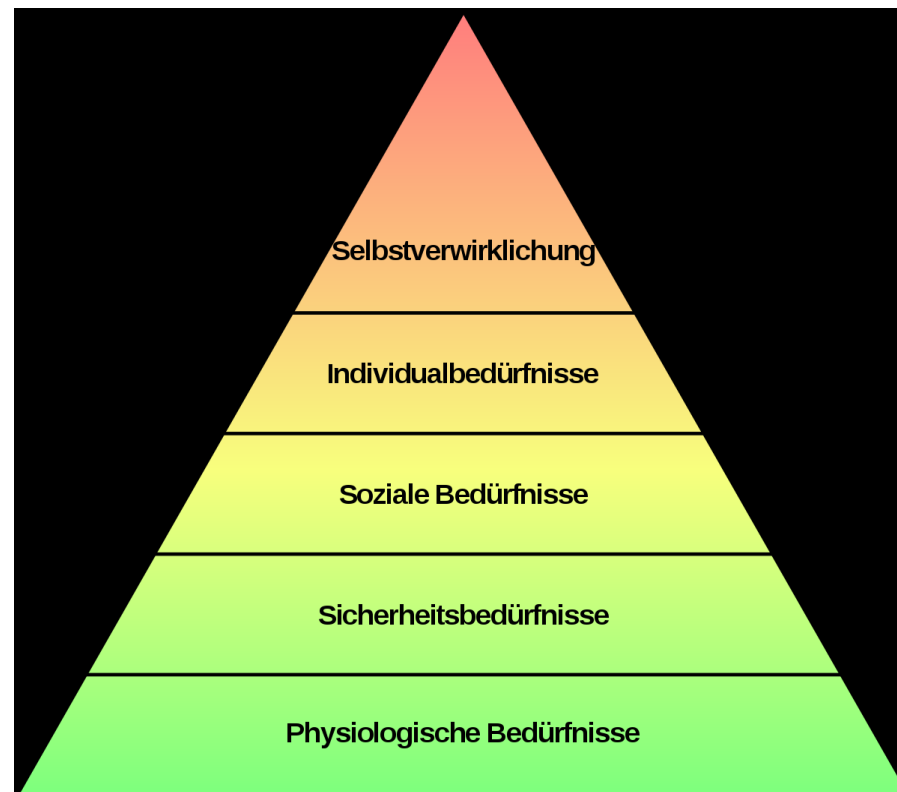 Selbstverwirklichung
Individualbedürfnisse
Soziale Bedürfnisse
Sicherheitsbedürfnisse
Physiologische Bedürfnisse